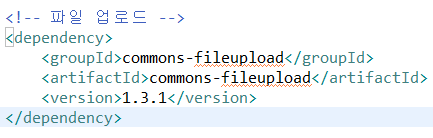 <!-- 파일 업로드 -->
<dependency>
    <groupId>commons-fileupload</groupId>
    <artifactId>commons-fileupload</artifactId>
    <version>1.3.1</version>
</dependency>